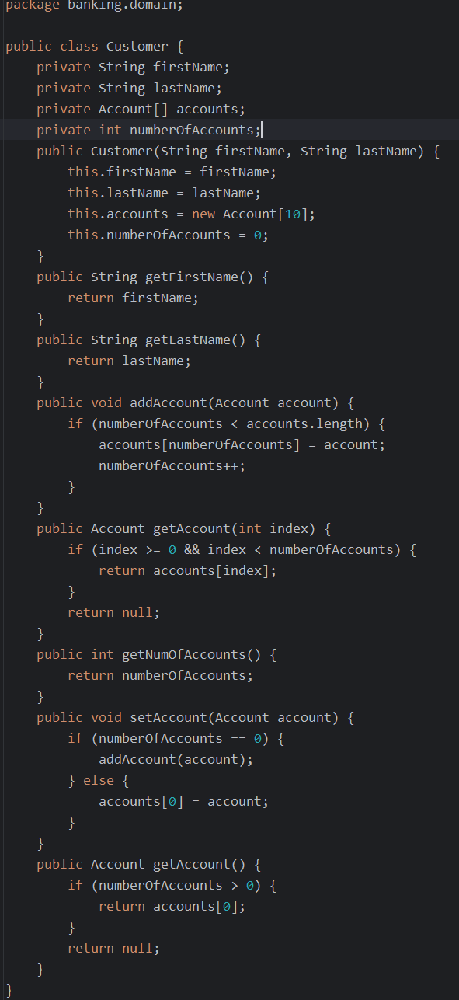 package banking.domain;

public class Customer {
    private String firstName;
    private String lastName;
    private Account[] accounts;
    private int numberOfAccounts;
    public Customer(String firstName, String lastName) {
        this.firstName = firstName;
        this.lastName = lastName;
        this.accounts = new Account[10];
        this.numberOfAccounts = 0;
    }
    public String getFirstName() {
        return firstName;
    }
    public String getLastName() {
        return lastName;
    }
    public void addAccount(Account account) {
        if (numberOfAccounts < accounts.length) {
            accounts[numberOfAccounts] = account;
            numberOfAccounts++;
        }
    }
    public Account getAccount(int index) {
        if (index >= 0 && index < numberOfAccounts) {
            return accounts[index];
        }
        return null;
    }
    public int getNumOfAccounts() {
        return numberOfAccounts;
    }
    public void setAccount(Account account) {
        if (numberOfAccounts == 0) {
            addAccount(account);
        } else {
            accounts[0] = account;
        }
    }
    public Account getAccount() {
        if (numberOfAccounts > 0) {
            return accounts[0];
        }
        return null;
    }
}